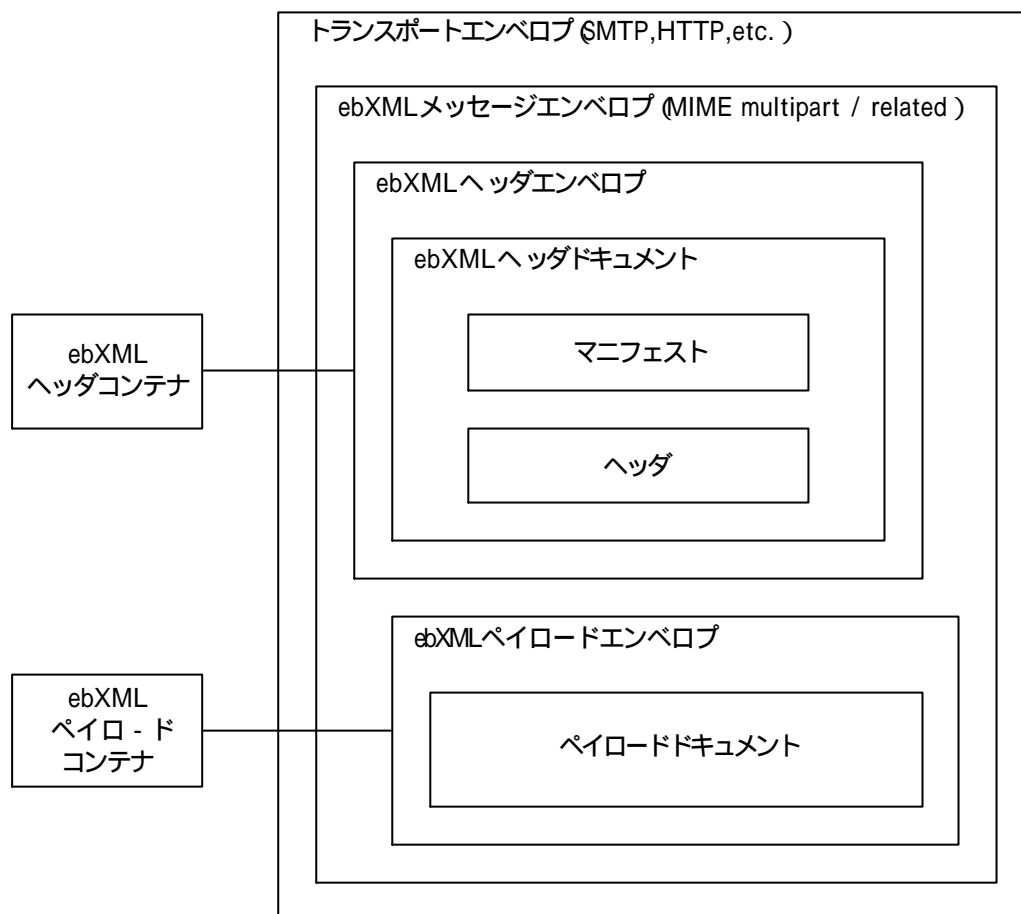 トランスポートエンベロプ(SMTP,HTTP,etc.)
ebXMLメッセージエンベロプ(MIME multipart / related)
ebXMLヘッダエンベロプ
ebXMLヘッダドキュメント
マニフェスト
ヘッダ
ebXML
ヘッダコンテナ
ebXMLペイロードエンベロプ
ペイロードドキュメント
ebXML
ペイロ - ド
コンテナ